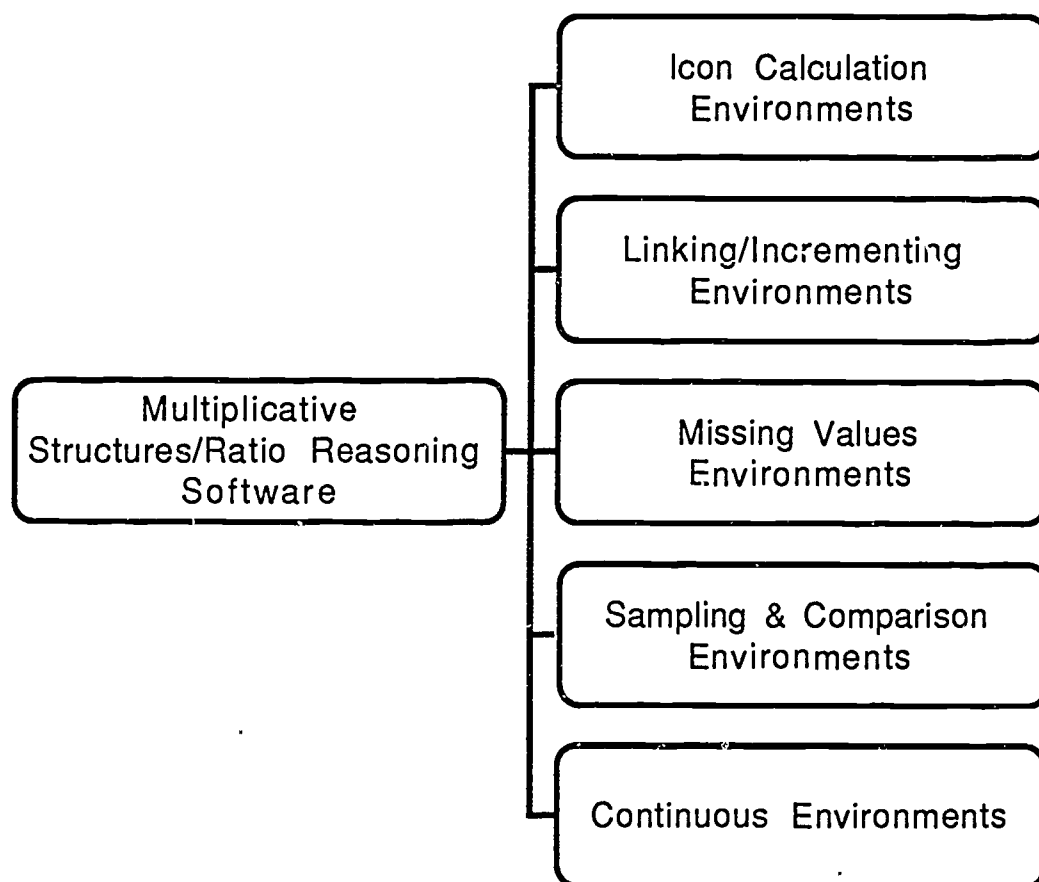 Icon Calculation
Environments
Linking/Incrementing
Environments
Multiplicative
Structures/Ratio Reasoning
Software
Missing Values
Environments
Sampling & Comparison
Environments
Continuous Environments